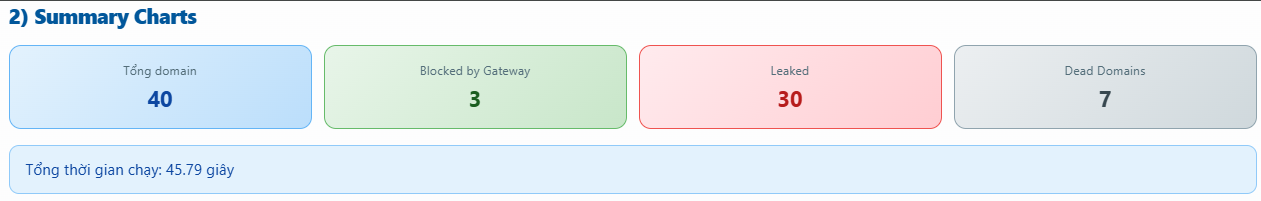 2) Summary Charts
Tổng domain
40
Blocked by Gateway
3
Leaked
30
Dead Domains
7
Tổng thời gian chạy: 45.79 giây